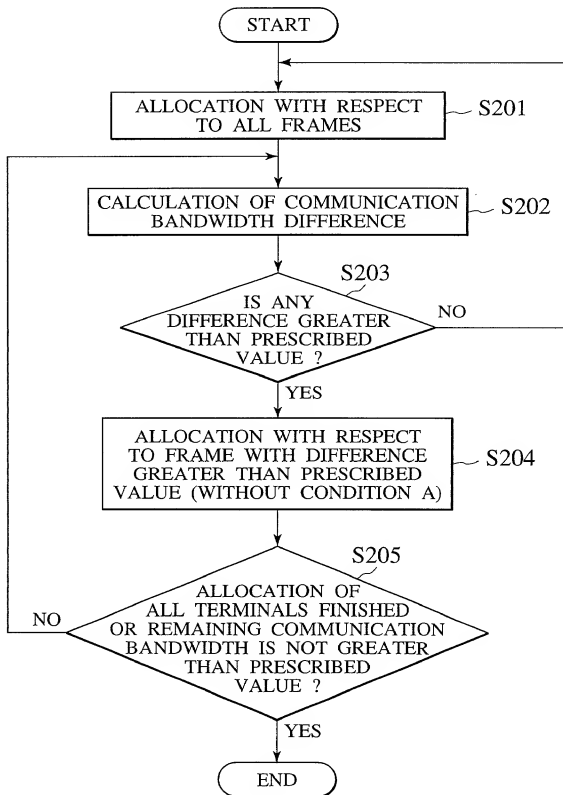 START
ALLOCATION WITH RESPECT
TO ALL FRAMES
S201
CALCULATION OF COMMUNICATION
BANDWIDTH DIFFERENCE
S202
S203
IS ANY
DIFFERENCE GREATER
THAN PRESCRIBED
VALUE ?
NO
YES
ALLOCATION WITH RESPECT
TO FRAME WITH DIFFERENCE
GREATER THAN PRESCRIBED
VALUE (WITHOUT CONDITION A)
S204
S205
ALLOCATION OF
ALL TERMINALS FINISHED
OR REMAINING COMMUNICATION
BANDWIDTH IS NOT GREATER
THAN PRESCRIBED
VALUE ?
NO
YES
END